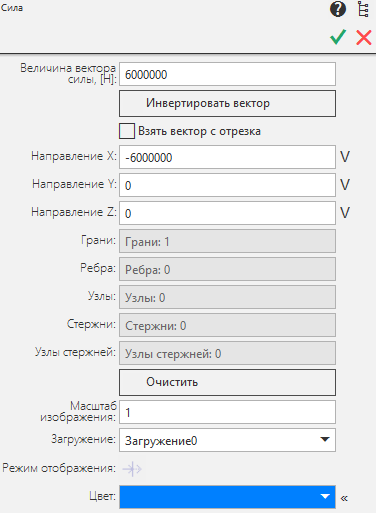 Сила
Величина вектора
силы, [Н]: 6000000
Инвертировать вектор
Взять вектор с отрезка
Направление X: -6000000 V
Направление Y: 0 V
Направление Z: 0 V
Грани: Грани: 1
Ребра: Ребра: 0
Узлы: Узлы: 0
Стержни: Стержни: 0
Узлы стержней: Узлы стержней: 0
Очистить
Масштаб
изображения: 1
Загружение: Загружение0
Режим отображения:
Цвет: «